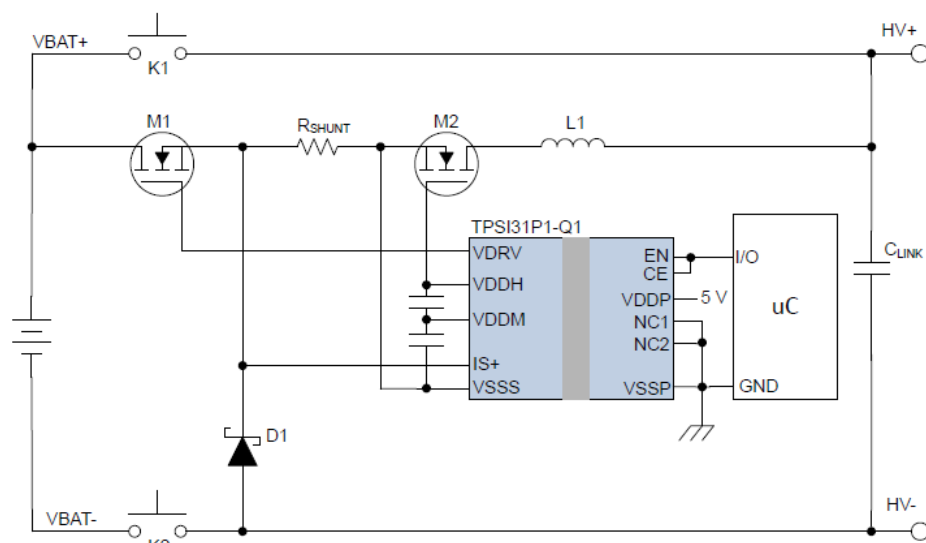 VBAT+
K1
HV+
M1
RSHUNT
M2
L1
TPSI31P1-Q1
VDRV
EN
I/O
CLINK
CE
VDDH
VDDP
5 V
uC
VDDM
NC1
NC2
IS+
VSSS
VSSP
GND
D1
VBAT-
HV-